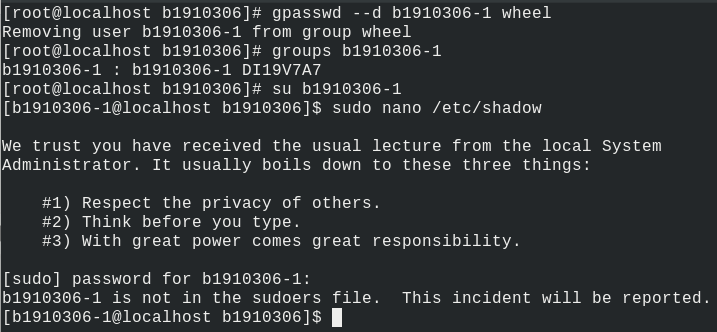 [root@localhost b1910306]# gpasswd --d b1910306-1 wheel
Removing user b1910306-1 from group wheel
[root@localhost b1910306]# groups b1910306-1
b1910306-1 : b1910306-1 DI19V7A7
[root@localhost b1910306]# su b1910306-1
[b1910306-1@localhost b1910306]$ sudo nano /etc/shadow

We trust you have received the usual lecture from the local System
Administrator. It usually boils down to these three things:

    #1) Respect the privacy of others.
    #2) Think before you type.
    #3) With great power comes great responsibility.

[sudo] password for b1910306-1:
b1910306-1 is not in the sudoers file.  This incident will be reported.
[b1910306-1@localhost b1910306]$